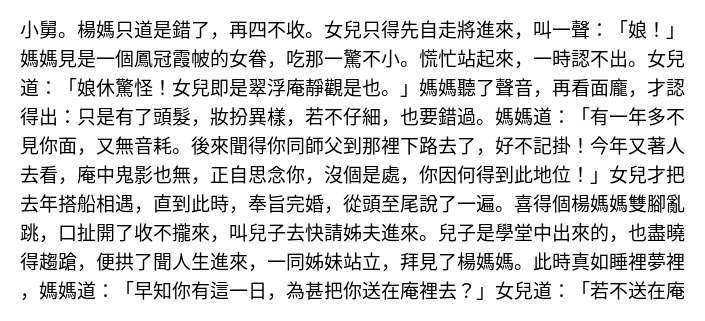 小舅。楊媽只道是錯了，再四不收。女兒只得先自走將進來，叫一聲：「娘！」
媽媽見是一個鳳冠霞帔的女眷，吃那一驚不小。慌忙站起來，一時認不出。女兒
道：「娘休驚怪！女兒即是翠浮庵靜觀是也。」媽媽聽了聲音，再看面龐，才認
得出：只是有了頭髮，妝扮異樣，若不仔細，也要錯過。媽媽道：「有一年多不
見你面，又無音耗。後來聞得你同師父到那裡下路去了，好不記掛！今年又著人
去看，庵中鬼影也無，正自思念你，沒個是處，你因何得到此地位！」女兒才把
去年搭船相遇，直到此時，奉旨完婚，從頭至尾說了一遍。喜得個楊媽媽雙腳亂
跳，口扯開了收不攏來，叫兒子去快請姊夫進來。兒子是學堂中出來的，也盡曉
得趨蹌，便拱了聞人生進來，一同姊妹站立，拜見了楊媽媽。此時真如睡裡夢裡
，媽媽道：「早知你有這一日，為甚把你送在庵裡去？」女兒道：「若不送在庵